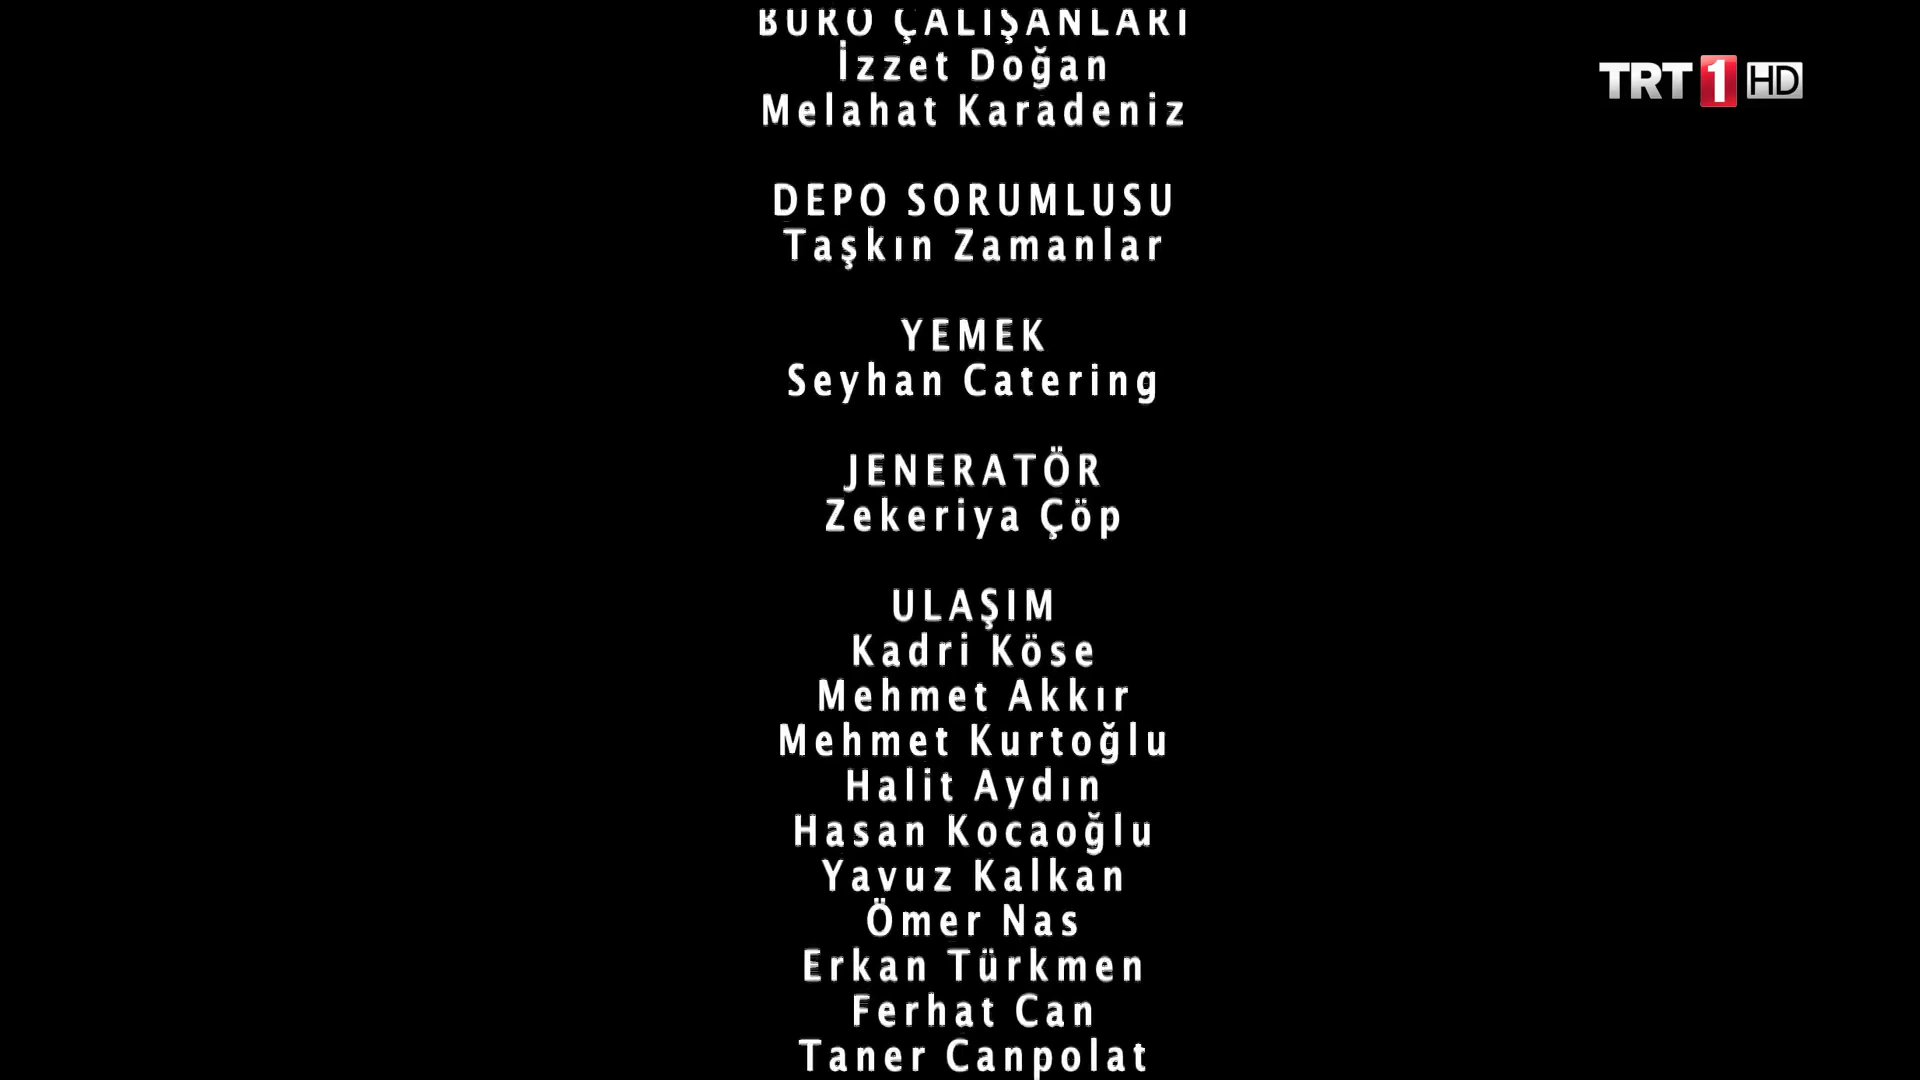 BÜRO ÇALIŞANLARI
İzzet Doğan
Melahat Karadeniz
DEPO SORUMLUSU
Taşkın Zamanlar
YEMEK
Seyhan Catering
JENERATÖR
Zekeriya Çöp
ULAŞIM
Kadri Köse
Mehmet Akkır
Mehmet Kurtoğlu
Halit Aydın
Hasan Kocaoğlu
Yavuz Kalkan
Ömer Nas
Erkan Türkmen
Ferhat Can
Taner Canpolat
TRT 1 HD